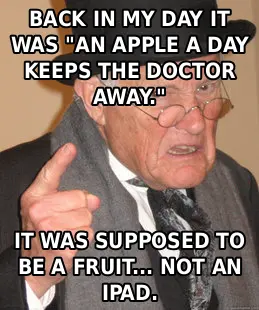 BACK IN MY DAY IT
WAS "AN APPLE A DAY
KEEPS THE DOCTOR
AWAY."
IT WAS SUPPOSED TO
BE A FRUIT... NOT AN
IPAD.